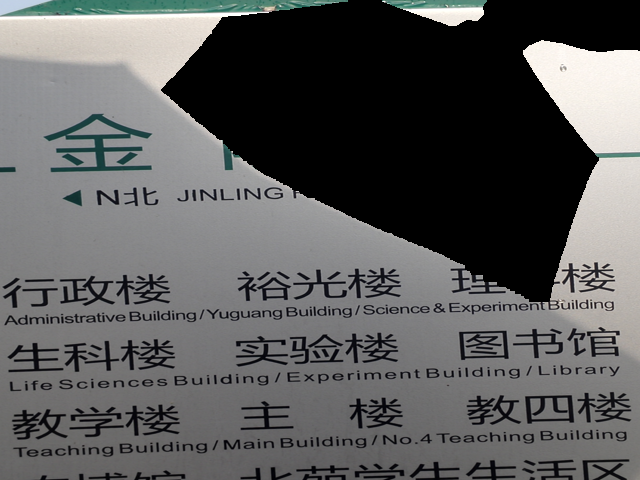 金
N北 JINLING
行政楼 裕光楼 理 楼
Administrative Building / Yuguang Building / Science & Experiment Building
生科楼 实验楼 图书馆
Life Sciences Building / Experiment Building / Library
教学楼 主 楼 教四楼
Teaching Building / Main Building / No.4 Teaching Building
北苑学生生活区